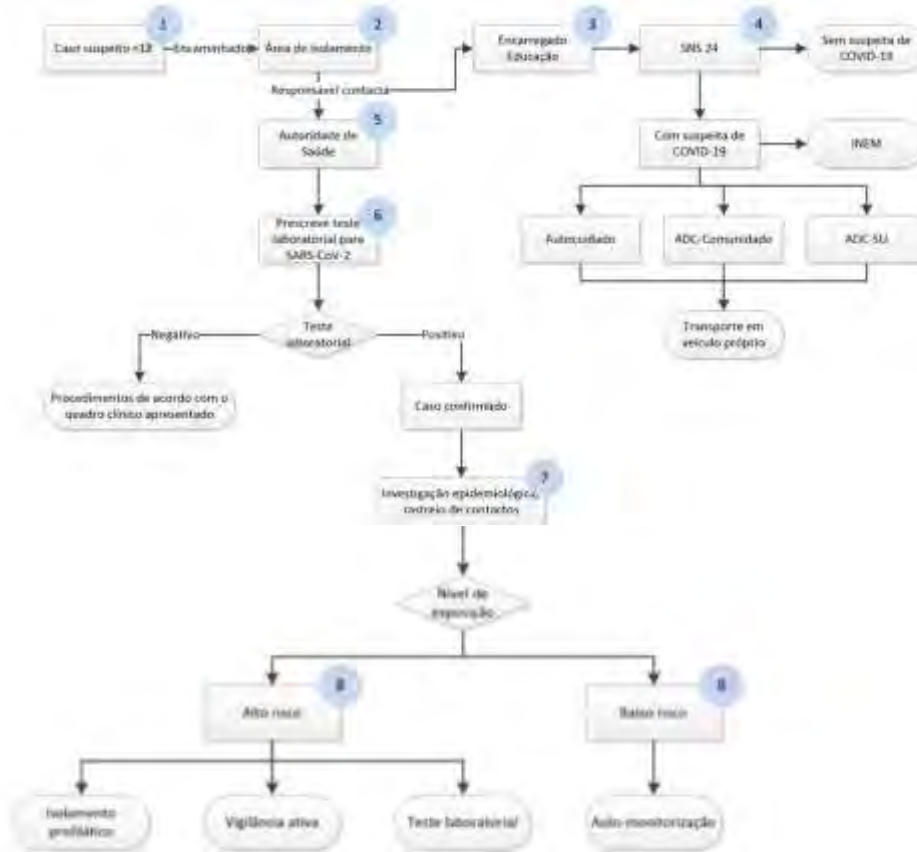 1
2
3
4
Caso suspeito <18
Encaminhado
Área de isolamento
Encarregado
Educação
SNS 24
Sem suspeita de
COVID-19
Responsável contacta
5
Autoridade de
Saúde
Com suspeita de
COVID-19
INEM
6
Prescreve teste
laboratorial para
SARS-CoV-2
Autocuidado
ADC-Comunidade
ADC-SU
Negativo
Teste
laboratorial
Positivo
Transporte em
veículo próprio
Procedimentos de acordo com o
quadro clínico apresentado
Caso confirmado
7
Investigação epidemiológica,
rastreio de contactos
Nível de
exposição
8
8
Alto risco
Baixo risco
Isolamento
profilático
Vigilância ativa
Teste laboratorial
Auto-monitorização